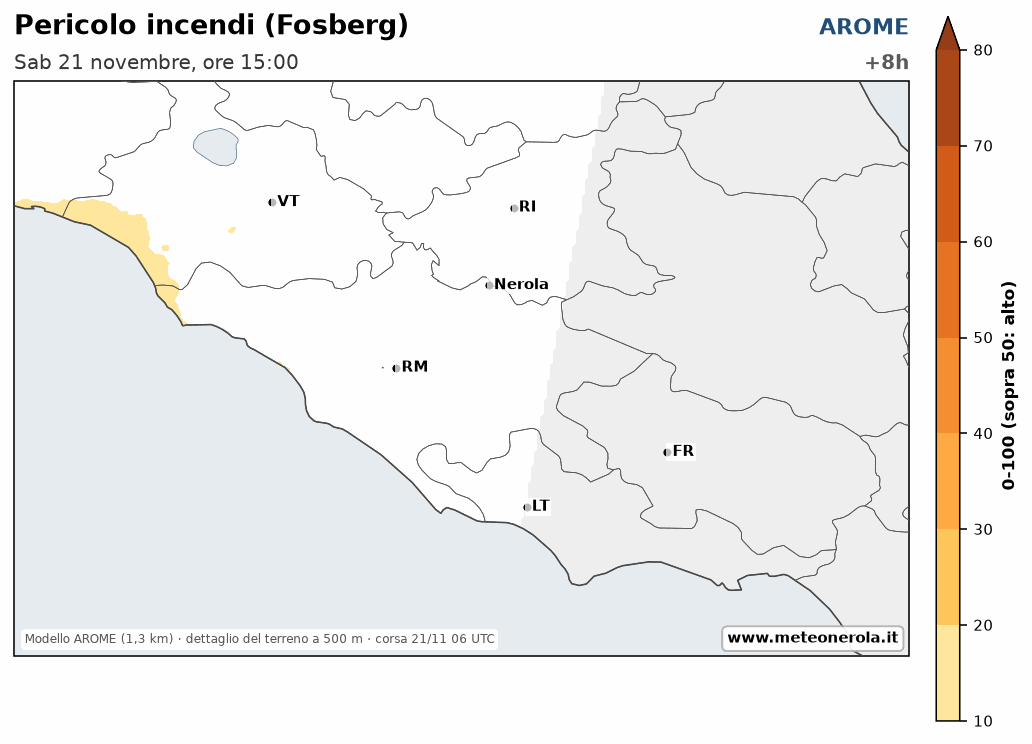 Pericolo incendi (Fosberg)
AROME
Sab 21 novembre, ore 15:00
+8h
VT
RI
Nerola
RM
FR
LT
Modello AROME (1,3 km) · dettaglio del terreno a 500 m · corsa 21/11 06 UTC
www.meteonerola.it
80
70
60
50
40
30
20
10
0-100 (sopra 50: alto)